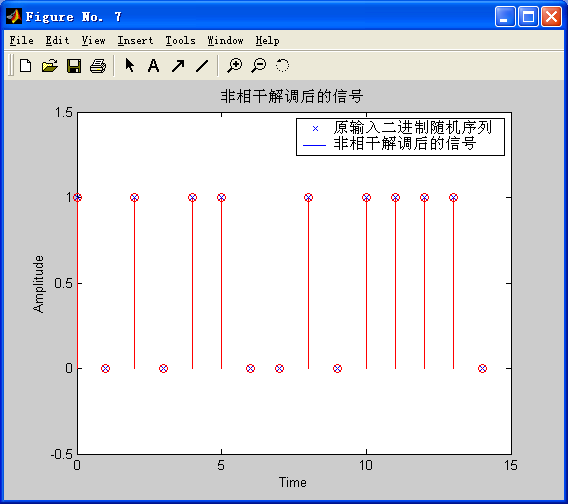 Figure No. 7
File Edit View Insert Tools Window Help
非相干解调后的信号
原输入二进制随机序列
非相干解调后的信号
1.5
1
0.5
0
-0.5
Amplitude
0 5 10 15
Time